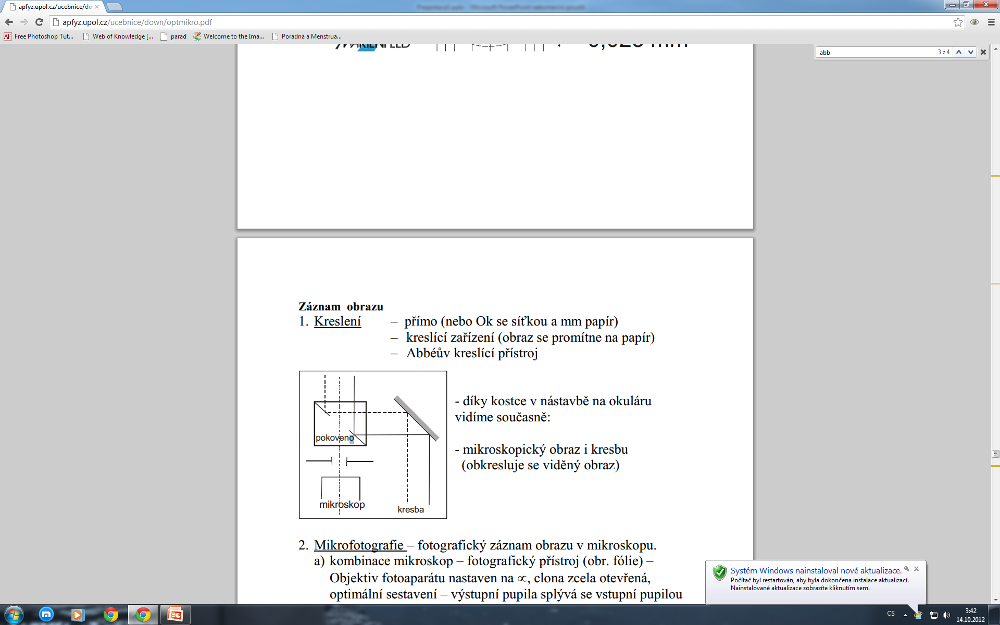 apfyz.upol.cz/ucebnice/do
apfyz.upol.cz/ucebnice/down/optmikro.pdf
Free Photoshop Tut...
Web of Knowledge [...
parad
Welcome to the Ima...
Poradna a Menstrua...
abb
3 z 4
Záznam obrazu
1. Kreslení – přímo (nebo Ok se síťkou a mm papír)
– kreslící zařízení (obraz se promítne na papír)
– Abbéův kreslící přístroj
pokoveno
mikroskop
kresba
- díky kostce v nástavbě na okuláru
vidíme současně:
- mikroskopický obraz i kresbu
(obkresluje se viděný obraz)
2. Mikrofotografie – fotografický záznam obrazu v mikroskopu.
a) kombinace mikroskop – fotografický přístroj (obr. fólie) –
Objektiv fotoaparátu nastaven na ∝, clona zcela otevřená,
optimální sestavení – výstupní pupila splývá se vstupní pupilou
Systém Windows nainstaloval nové aktualizace.
Počítač byl restartován, aby byla dokončena instalace aktualizací.
Nainstalované aktualizace zobrazíte kliknutím sem.
CS
3:42
14.10.2012